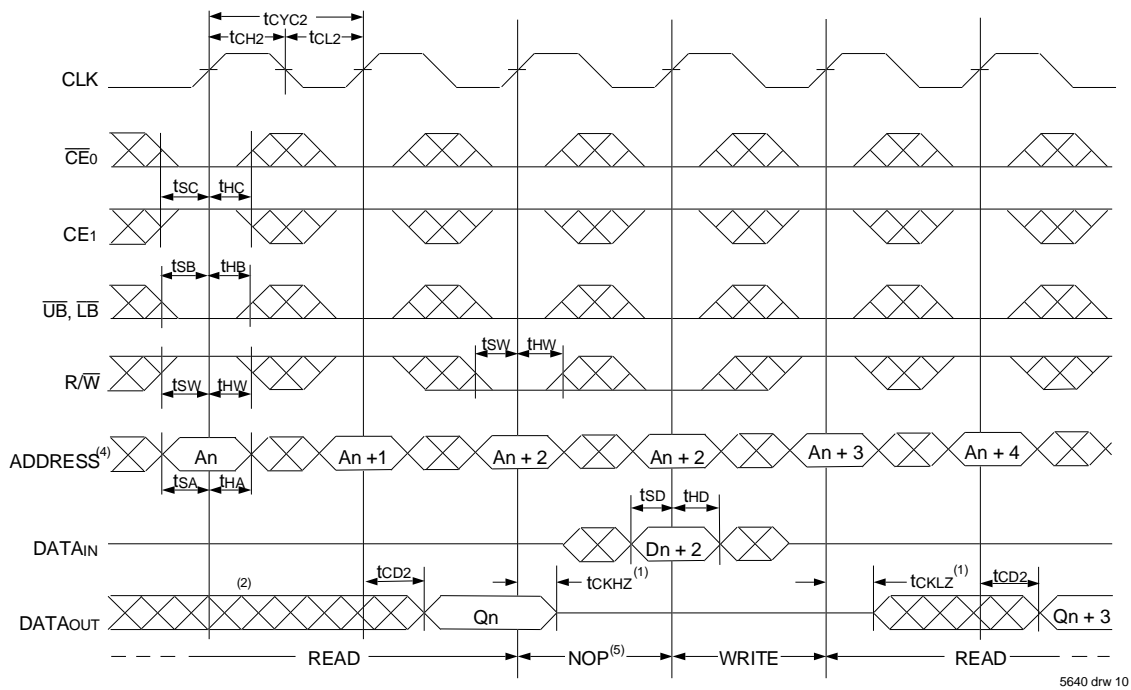 tCYC2
tCH2 tCL2
CLK
CE0
tSC tHC
CE1
tSB tHB
UB, LB
tSW tHW
R/W
tSW tHW
ADDRESS(4) An An +1 An + 2 An + 2 An + 3 An + 4
tSA tHA
tSD tHD
DATAIN Dn + 2
tCD2 tCKHZ(1) tCKLZ(1) tCD2
(2)
DATAOUT Qn Qn + 3
READ NOP(5) WRITE READ
5640 drw 10